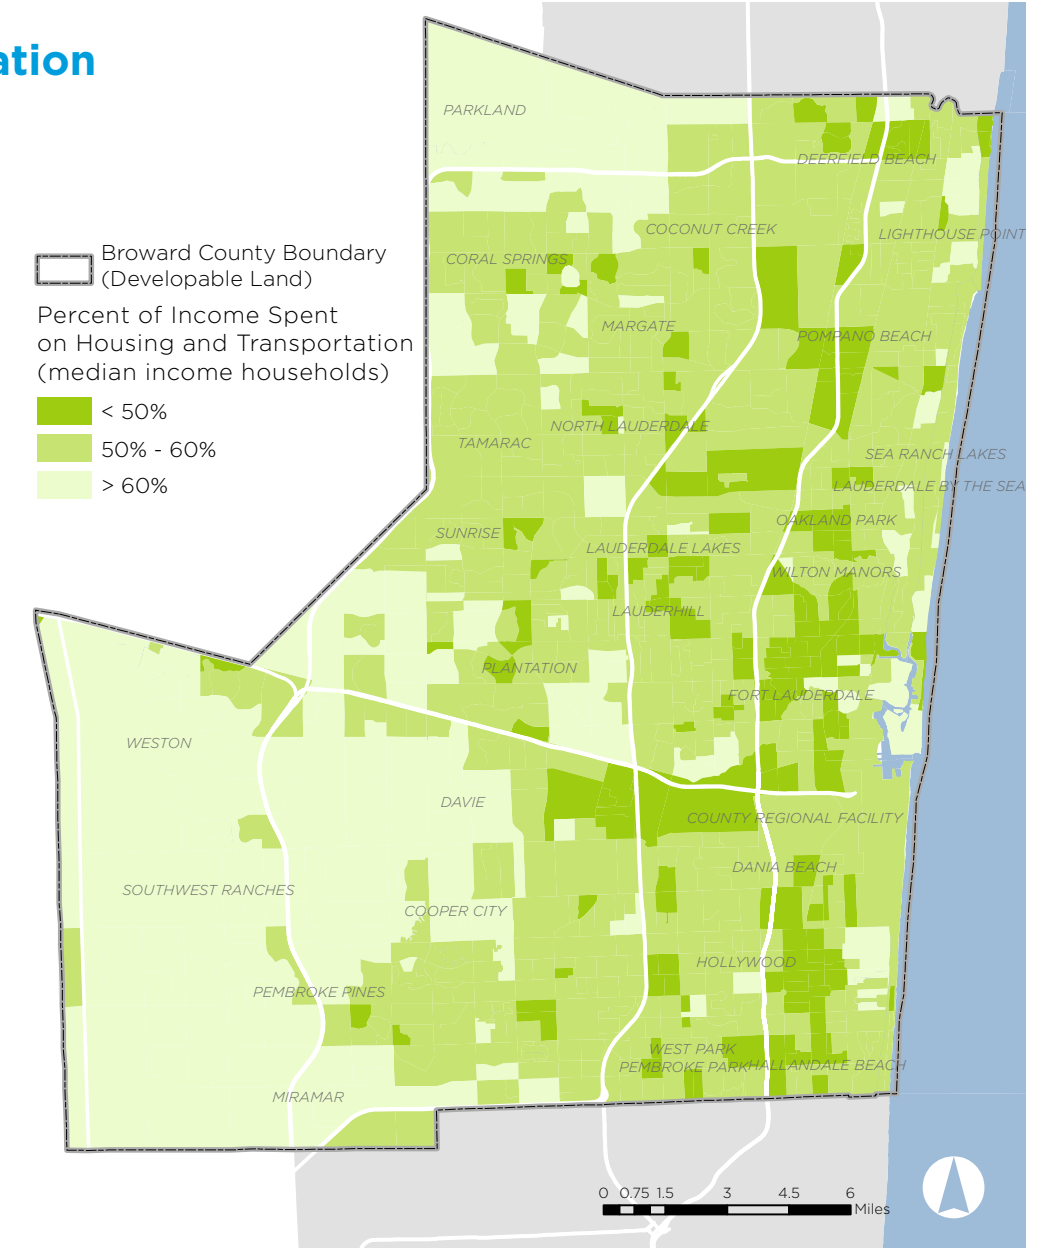 ation
Broward County Boundary
(Developable Land)
Percent of Income Spent
on Housing and Transportation
(median income households)
< 50%
50% - 60%
> 60%
PARKLAND
DEERFIELD BEACH
COCONUT CREEK
LIGHTHOUSE POINT
CORAL SPRINGS
MARGATE
POMPANO BEACH
NORTH LAUDERDALE
TAMARAC
SEA RANCH LAKES
LAUDERDALE BY THE SEA
OAKLAND PARK
SUNRISE
LAUDERDALE LAKES
WILTON MANORS
LAUDERHILL
PLANTATION
FORT LAUDERDALE
WESTON
DAVIE
COUNTY REGIONAL FACILITY
DANIA BEACH
SOUTHWEST RANCHES
COOPER CITY
HOLLYWOOD
PEMBROKE PINES
WEST PARK
PEMBROKE PARK
HALLANDALE BEACH
MIRAMAR
0 0.75 1.5 3 4.5 6
Miles